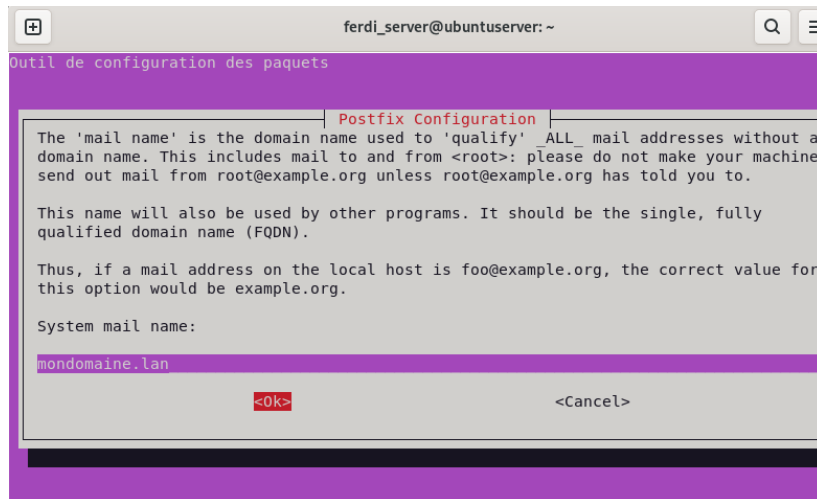 ferdi_server@ubuntuserver: ~
Outil de configuration des paquets
Postfix Configuration
The 'mail name' is the domain name used to 'qualify' _ALL_ mail addresses without a
domain name. This includes mail to and from <root>: please do not make your machine
send out mail from root@example.org unless root@example.org has told you to.
This name will also be used by other programs. It should be the single, fully
qualified domain name (FQDN).
Thus, if a mail address on the local host is foo@example.org, the correct value for
this option would be example.org.
System mail name:
mondomaine.lan
<Ok> <Cancel>